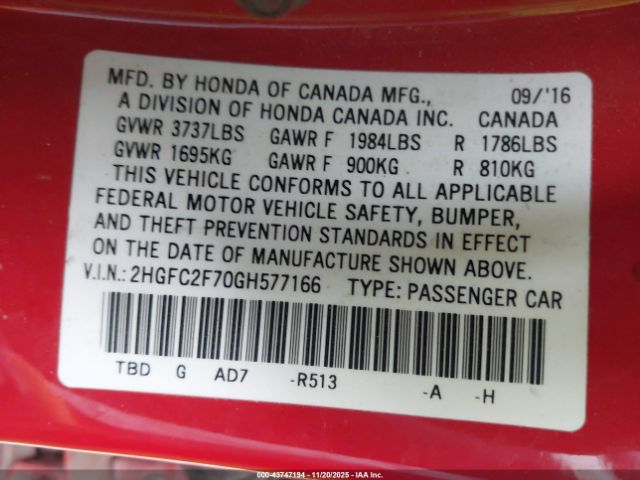 MFD. BY HONDA OF CANADA MFG., 09/'16
A DIVISION OF HONDA CANADA INC. CANADA
GVWR 3737LBS GAWR F 1984LBS R 1786LBS
GVWR 1695KG GAWR F 900KG R 810KG
THIS VEHICLE CONFORMS TO ALL APPLICABLE
FEDERAL MOTOR VEHICLE SAFETY, BUMPER,
AND THEFT PREVENTION STANDARDS IN EFFECT
ON THE DATE OF MANUFACTURE SHOWN ABOVE.
V.I.N.: 2HGFC2F70GH577166 TYPE: PASSENGER CAR
TBD G AD7 -R513 -A -H
000-43747194 - 11/20/2025 - IAA Inc.